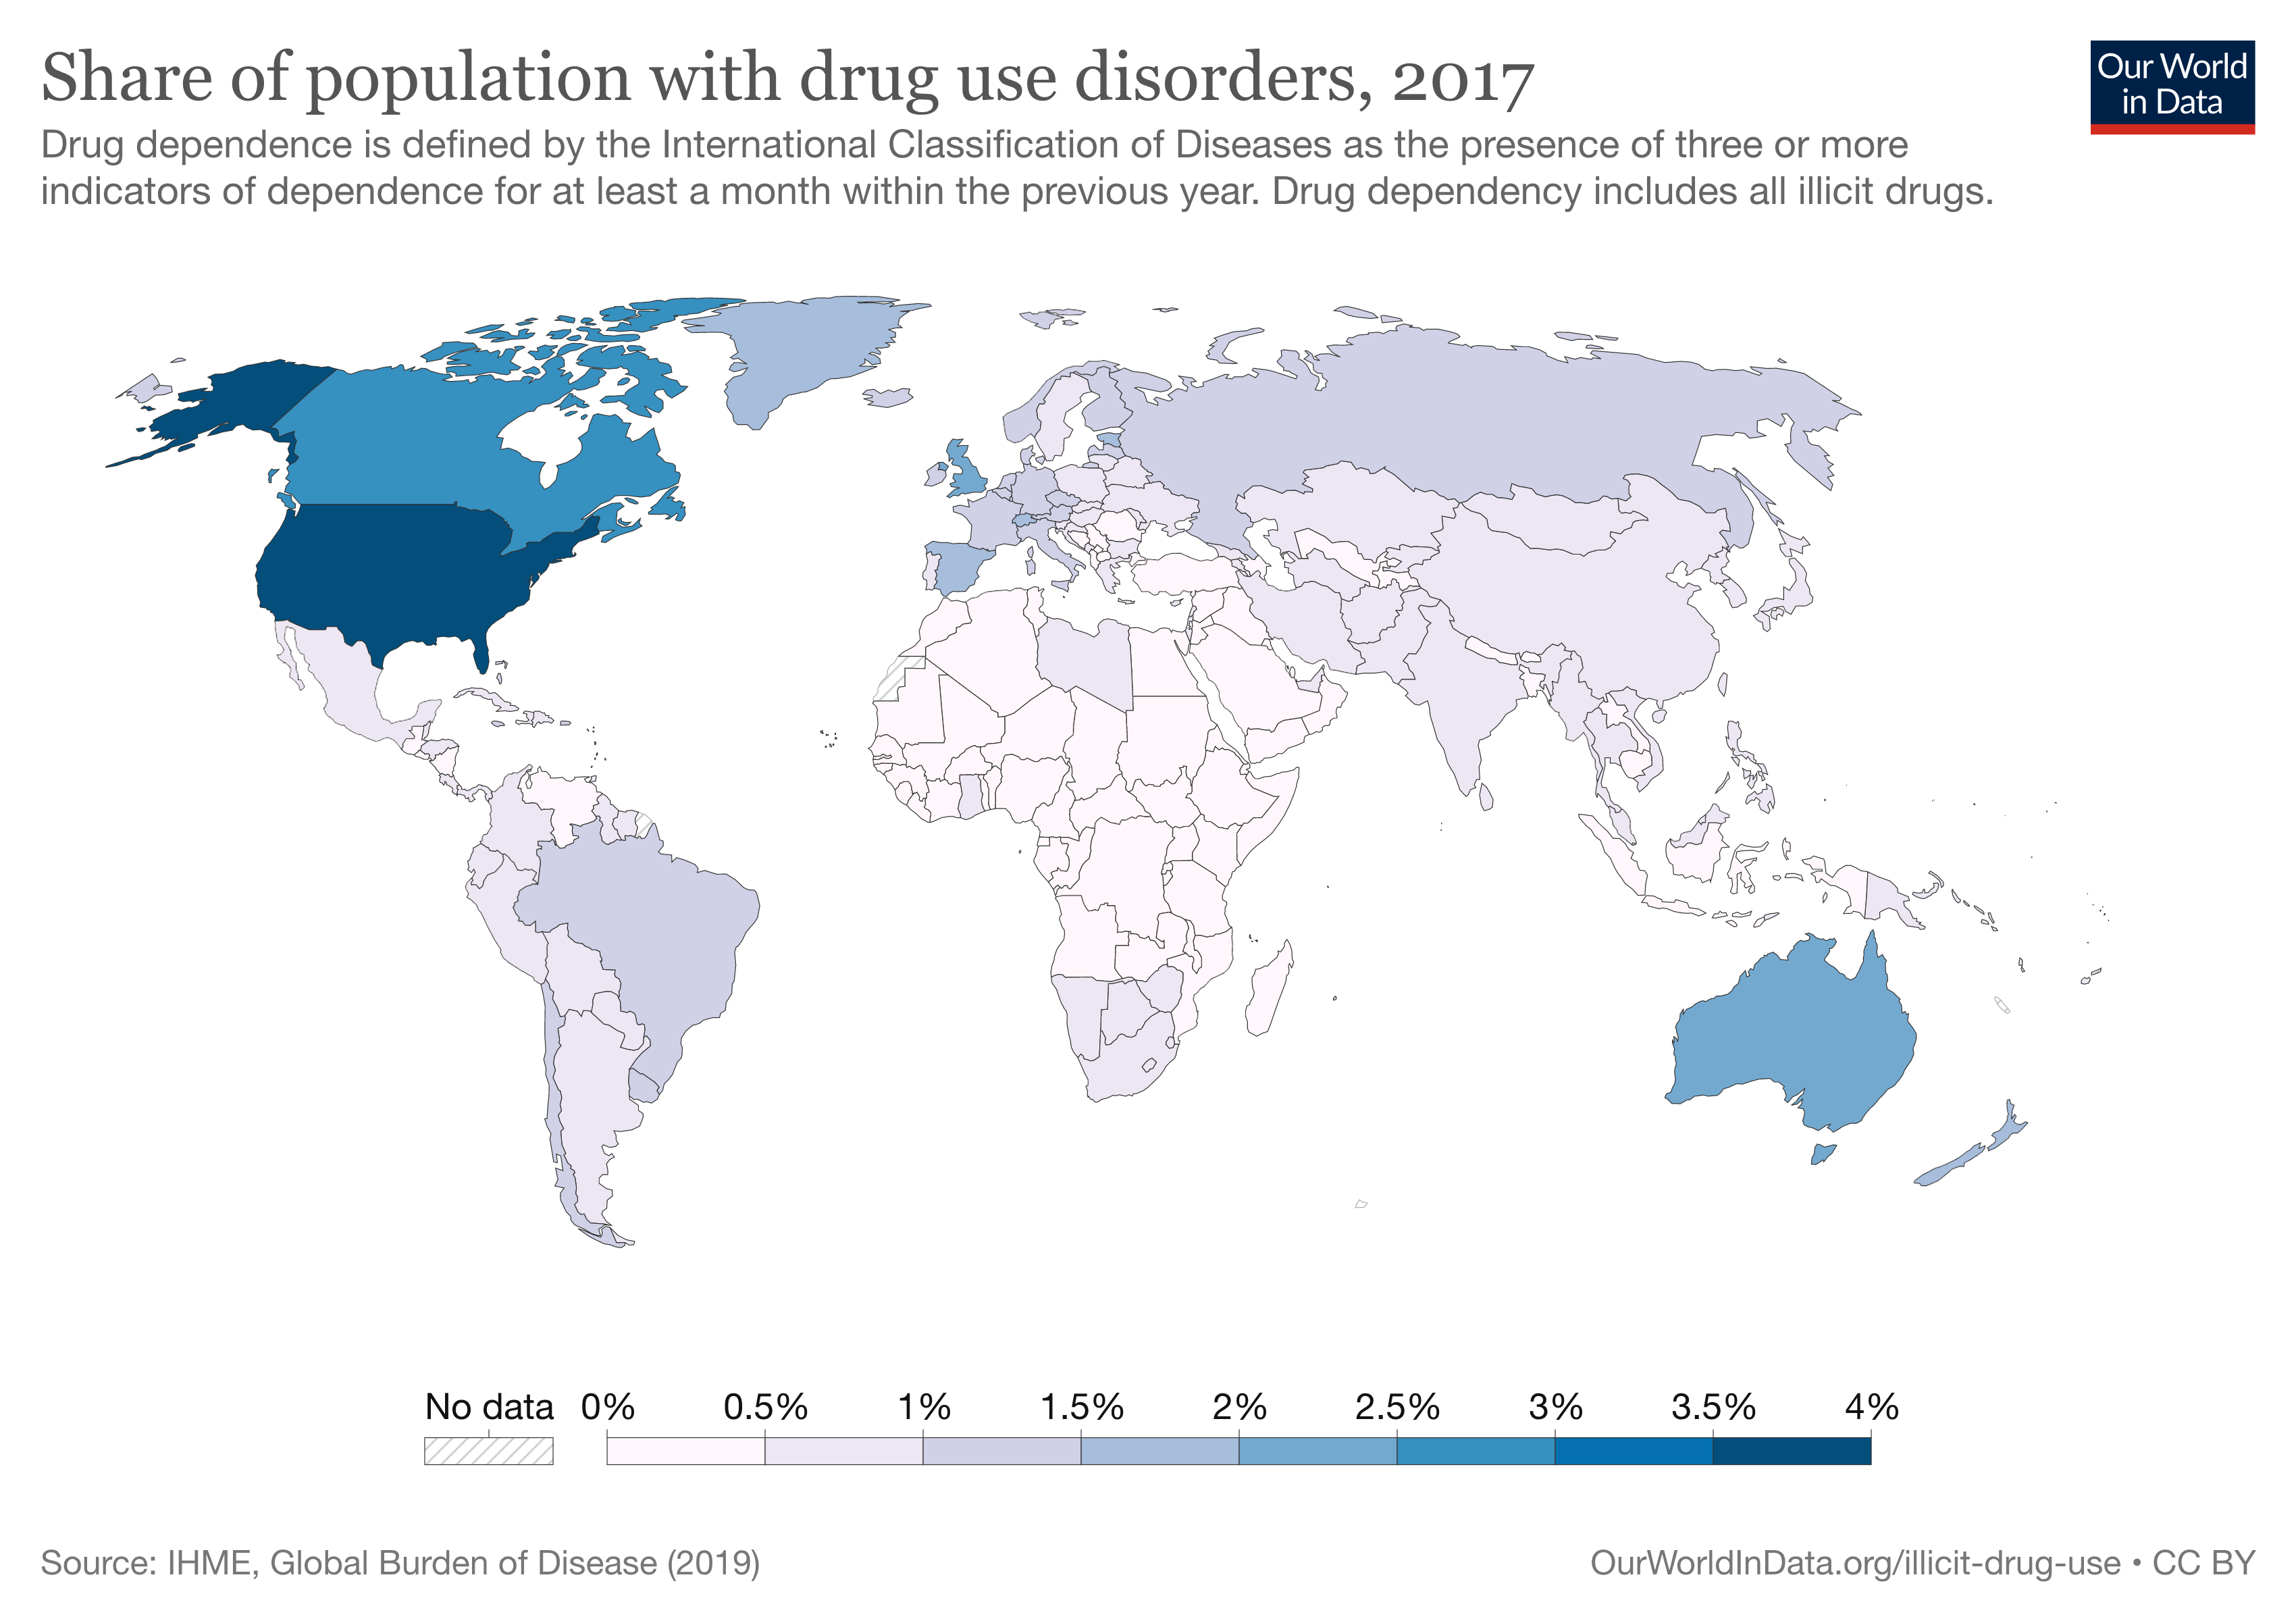 Share of population with drug use disorders, 2017
Our World
in Data
Drug dependence is defined by the International Classification of Diseases as the presence of three or more
indicators of dependence for at least a month within the previous year. Drug dependency includes all illicit drugs.
No data 0% 0.5% 1% 1.5% 2% 2.5% 3% 3.5% 4%
Source: IHME, Global Burden of Disease (2019)
OurWorldInData.org/illicit-drug-use • CC BY